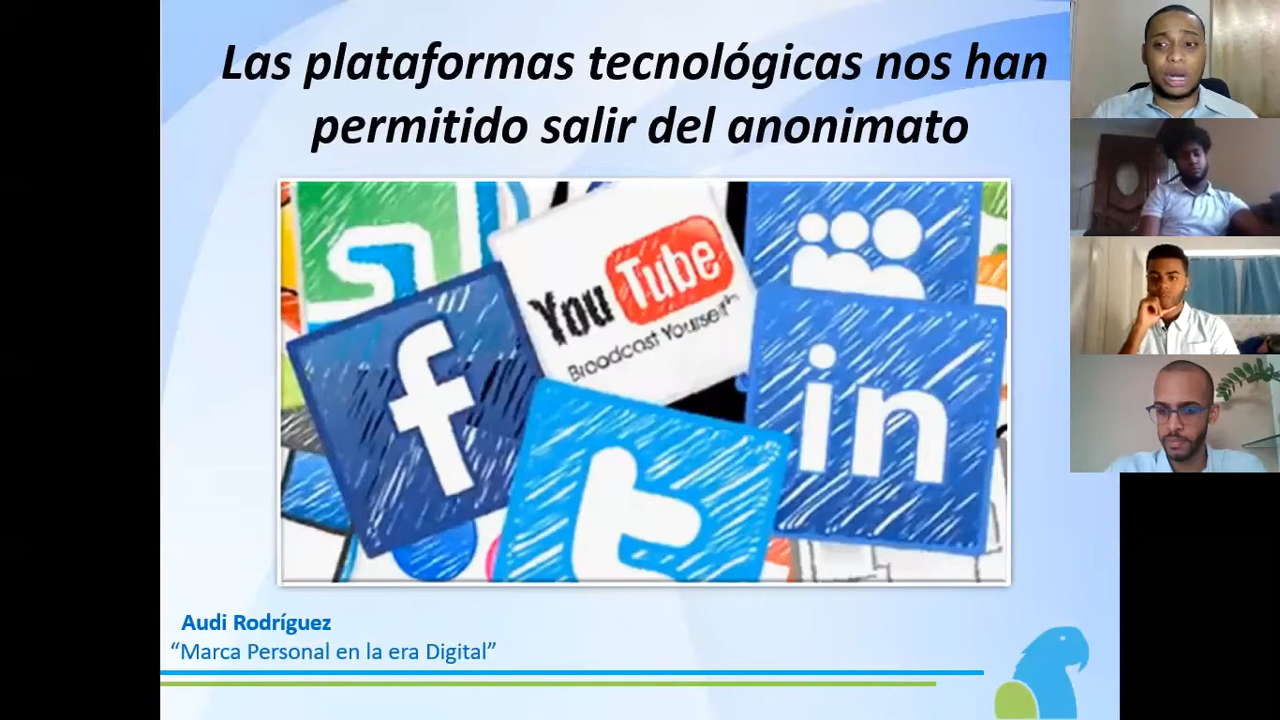 Las plataformas tecnológicas nos han
permitido salir del anonimato
YouTube
Broadcast Yourself™
f
in
t
Audi Rodríguez
“Marca Personal en la era Digital”